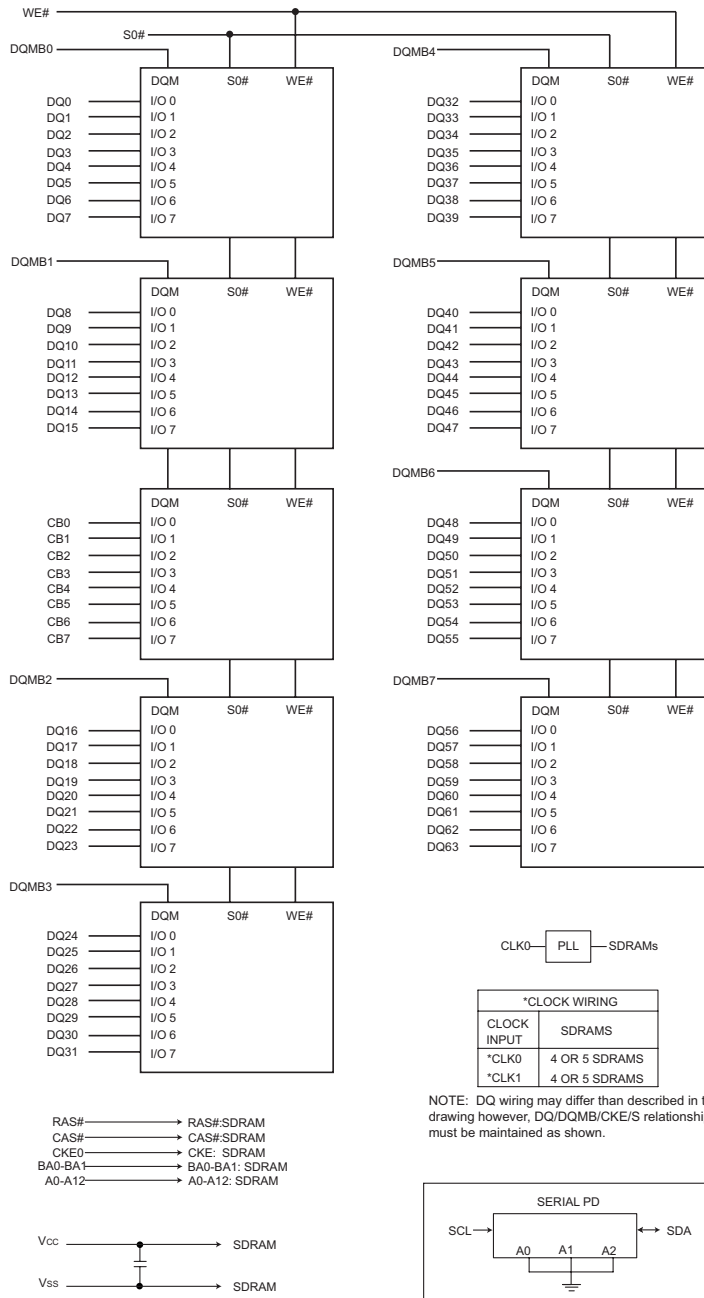 WE#
S0#
DQMB0
DQM S0# WE#
DQ0 I/O 0
DQ1 I/O 1
DQ2 I/O 2
DQ3 I/O 3
DQ4 I/O 4
DQ5 I/O 5
DQ6 I/O 6
DQ7 I/O 7
DQMB1
DQM S0# WE#
DQ8 I/O 0
DQ9 I/O 1
DQ10 I/O 2
DQ11 I/O 3
DQ12 I/O 4
DQ13 I/O 5
DQ14 I/O 6
DQ15 I/O 7
DQM S0# WE#
CB0 I/O 0
CB1 I/O 1
CB2 I/O 2
CB3 I/O 3
CB4 I/O 4
CB5 I/O 5
CB6 I/O 6
CB7 I/O 7
DQMB2
DQM S0# WE#
DQ16 I/O 0
DQ17 I/O 1
DQ18 I/O 2
DQ19 I/O 3
DQ20 I/O 4
DQ21 I/O 5
DQ22 I/O 6
DQ23 I/O 7
DQMB3
DQM S0# WE#
DQ24 I/O 0
DQ25 I/O 1
DQ26 I/O 2
DQ27 I/O 3
DQ28 I/O 4
DQ29 I/O 5
DQ30 I/O 6
DQ31 I/O 7
RAS# RAS#:SDRAM
CAS# CAS#:SDRAM
CKE0 CKE: SDRAM
BA0-BA1 BA0-BA1: SDRAM
A0-A12 A0-A12: SDRAM
Vcc SDRAM
Vss SDRAM
DQMB4
DQM S0# WE#
DQ32 I/O 0
DQ33 I/O 1
DQ34 I/O 2
DQ35 I/O 3
DQ36 I/O 4
DQ37 I/O 5
DQ38 I/O 6
DQ39 I/O 7
DQMB5
DQM S0# WE#
DQ40 I/O 0
DQ41 I/O 1
DQ42 I/O 2
DQ43 I/O 3
DQ44 I/O 4
DQ45 I/O 5
DQ46 I/O 6
DQ47 I/O 7
DQMB6
DQM S0# WE#
DQ48 I/O 0
DQ49 I/O 1
DQ50 I/O 2
DQ51 I/O 3
DQ52 I/O 4
DQ53 I/O 5
DQ54 I/O 6
DQ55 I/O 7
DQMB7
DQM S0# WE#
DQ56 I/O 0
DQ57 I/O 1
DQ58 I/O 2
DQ59 I/O 3
DQ60 I/O 4
DQ61 I/O 5
DQ62 I/O 6
DQ63 I/O 7
CLK0 PLL SDRAMs
*CLOCK WIRING
CLOCK INPUT SDRAMS
*CLK0 4 OR 5 SDRAMS
*CLK1 4 OR 5 SDRAMS
NOTE: DQ wiring may differ than described in
drawing however, DQ/DQMB/CKE/S
must be maintained as shown.
SERIAL PD
SCL SDA
A0 A1 A2